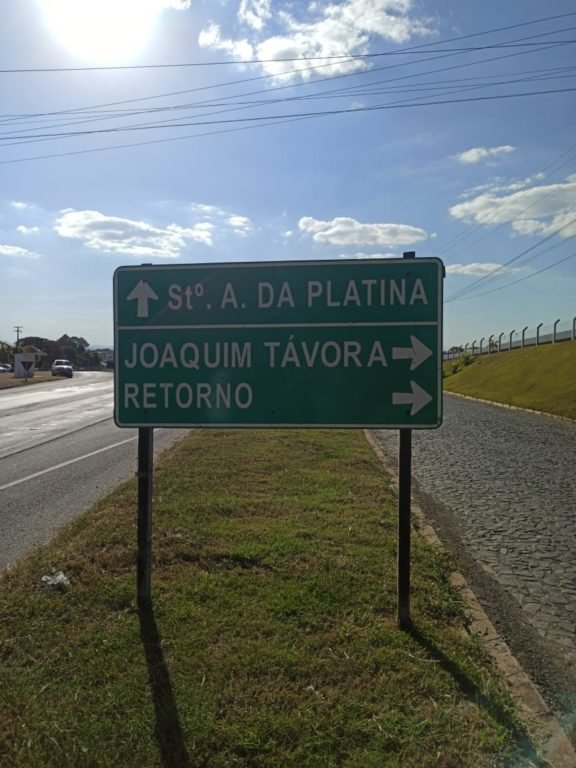 Stº. A. DA PLATINA
JOAQUIM TÁVORA
RETORNO